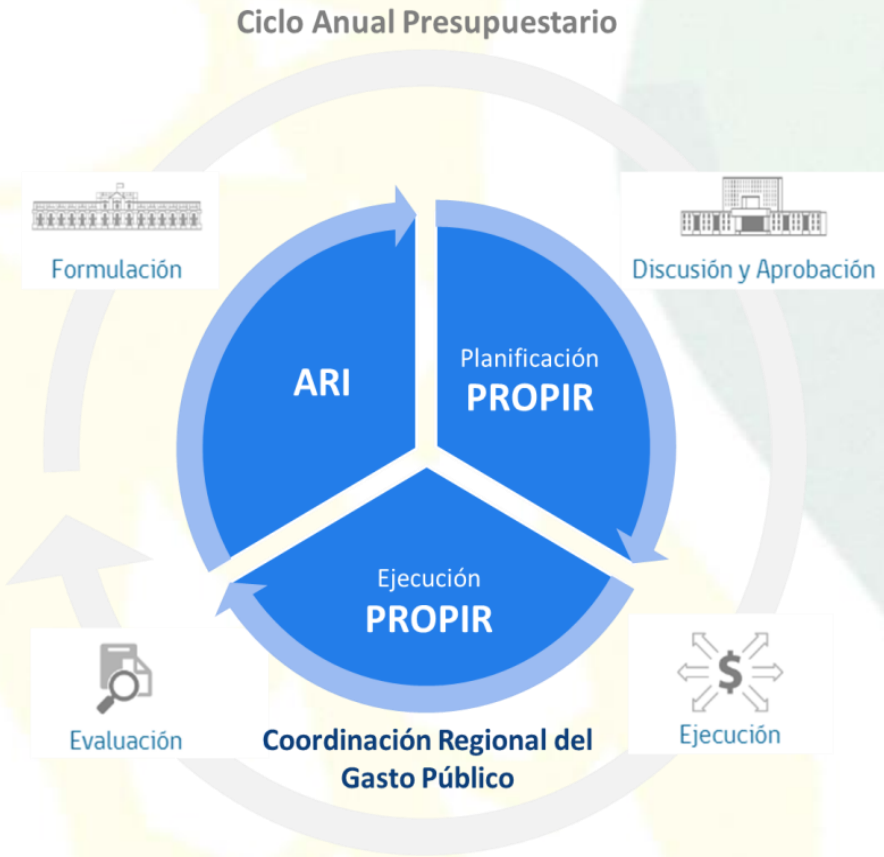 Ciclo Anual Presupuestario
Formulación
Discusión y Aprobación
ARI
Planificación
PROPIR
Ejecución
PROPIR
$
Evaluación
Ejecución
Coordinación Regional del
Gasto Público